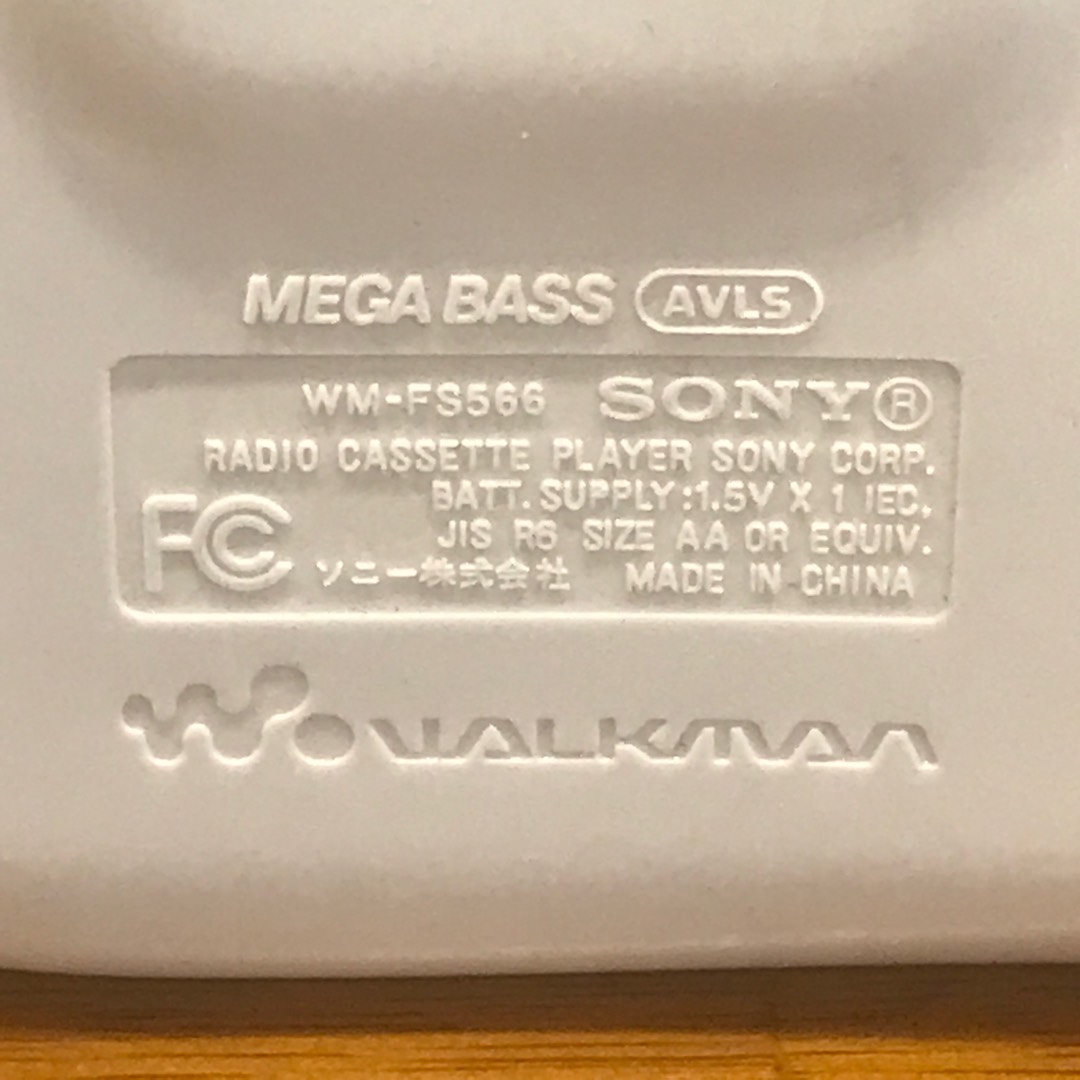 MEGA BASS AVLS
WM-FS566 SONY®
RADIO CASSETTE PLAYER SONY CORP.
BATT. SUPPLY:1.5V X 1 IEC,
JIS R6 SIZE AA OR EQUIV.
FC ソニー株式会社 MADE IN CHINA
WALKMAN